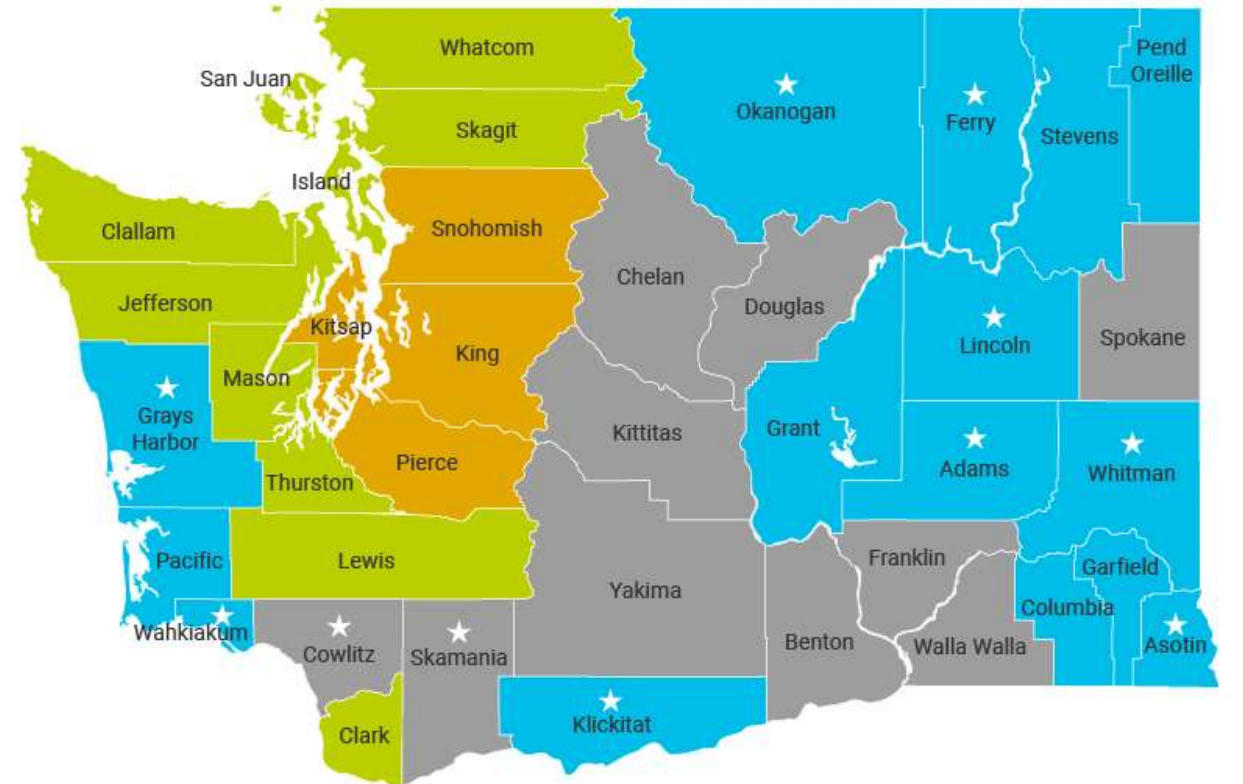 Whatcom
San Juan
Skagit
Island
Clallam
Snohomish
Jefferson
Kitsap
King
Mason
Grays
Harbor
Pierce
Thurston
Pacific
Lewis
Wahkiakum
Cowlitz
Skamania
Clark
Okanogan
Ferry
Stevens
Pend
Oreille
Chelan
Douglas
Lincoln
Spokane
Kittitas
Grant
Adams
Whitman
Yakima
Franklin
Garfield
Columbia
Benton
Walla Walla
Asotin
Klickitat